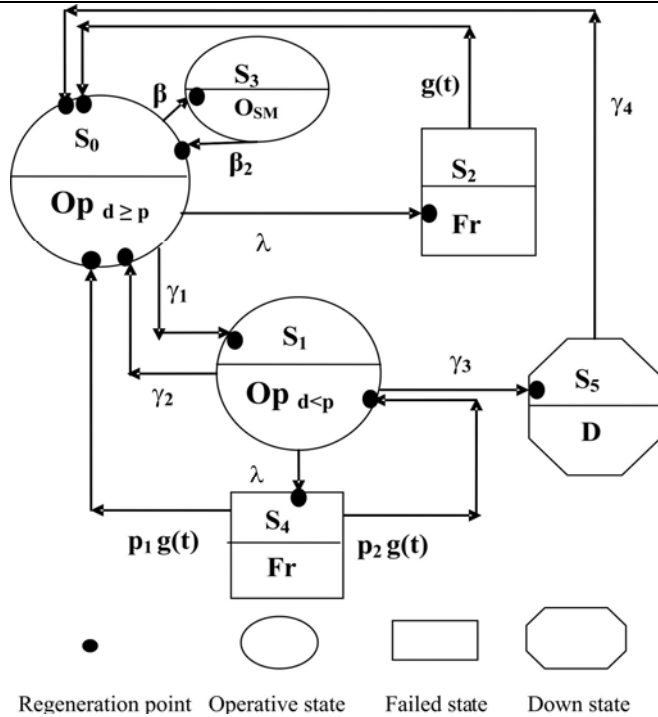 γ₄
S₃
O_SM
g(t)
β
S₀
β₂
S₂
Op d ≥ p
Fr
λ
γ₁
S₁
γ₃
S₅
γ₂
Op d<p
D
λ
S₄
p₁ g(t)
p₂ g(t)
Fr
Regeneration point Operative state Failed state Down state